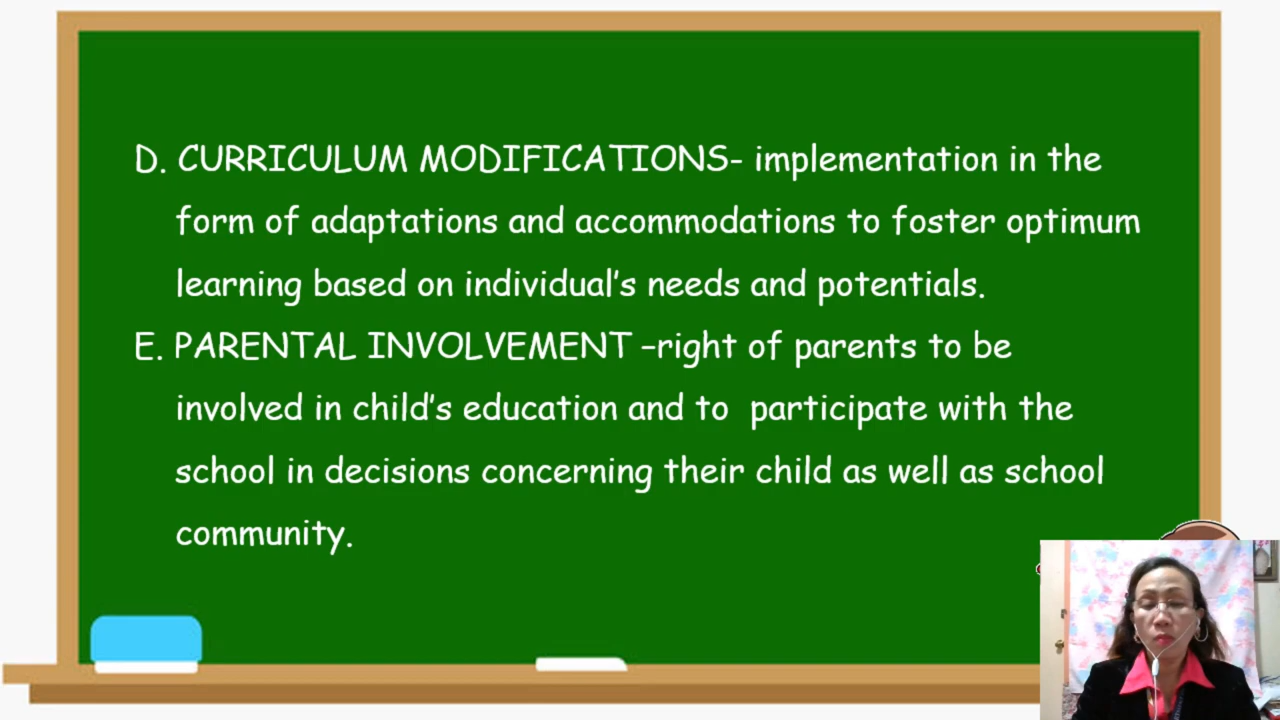 D. CURRICULUM MODIFICATIONS- implementation in the
form of adaptations and accommodations to foster optimum
learning based on individual's needs and potentials.
E. PARENTAL INVOLVEMENT –right of parents to be
involved in child's education and to participate with the
school in decisions concerning their child as well as school
community.